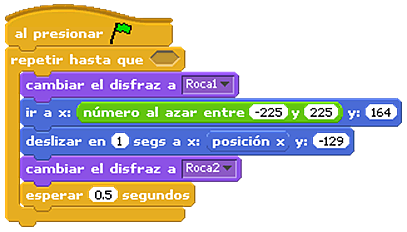 al presionar
repetir hasta que
cambiar el disfraz a Roca1
ir a x: número al azar entre -225 y 225 y: 164
deslizar en 1 segs a x: posición x y: -129
cambiar el disfraz a Roca2
esperar 0.5 segundos